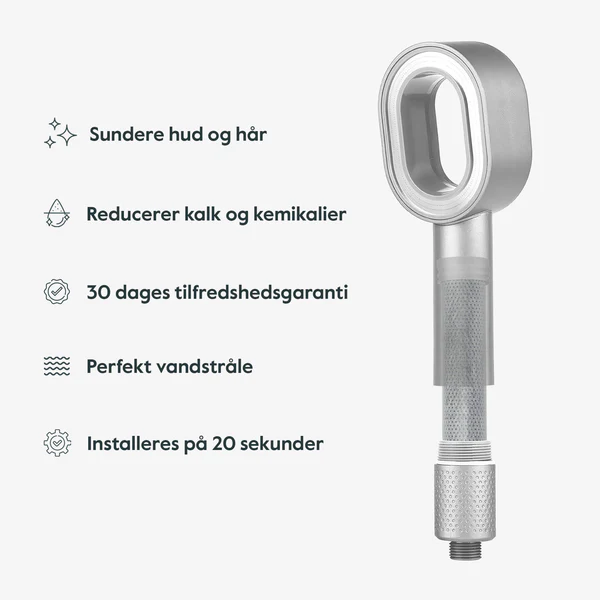 Sundere hud og hår
Reducerer kalk og kemikalier
30 dages tilfredshedsgaranti
Perfekt vandstråle
Installeres på 20 sekunder